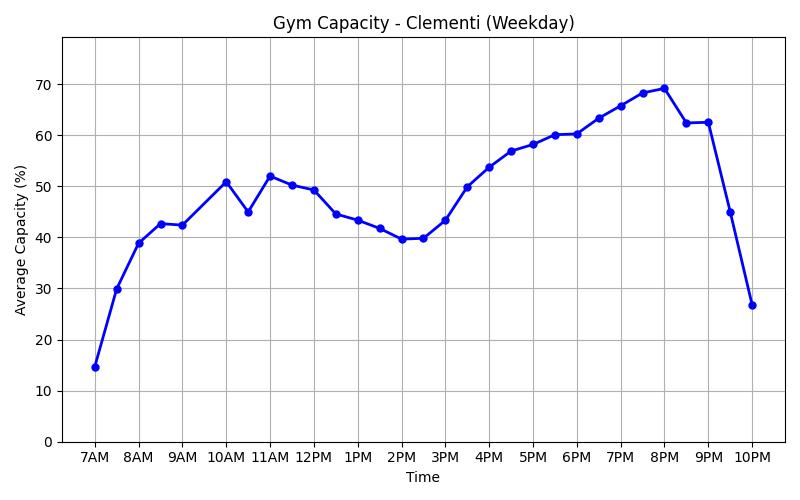 Gym Capacity - Clementi (Weekday)
Average Capacity (%)
70
60
50
40
30
20
10
0
7AM 8AM 9AM 10AM 11AM 12PM 1PM 2PM 3PM 4PM 5PM 6PM 7PM 8PM 9PM 10PM
Time